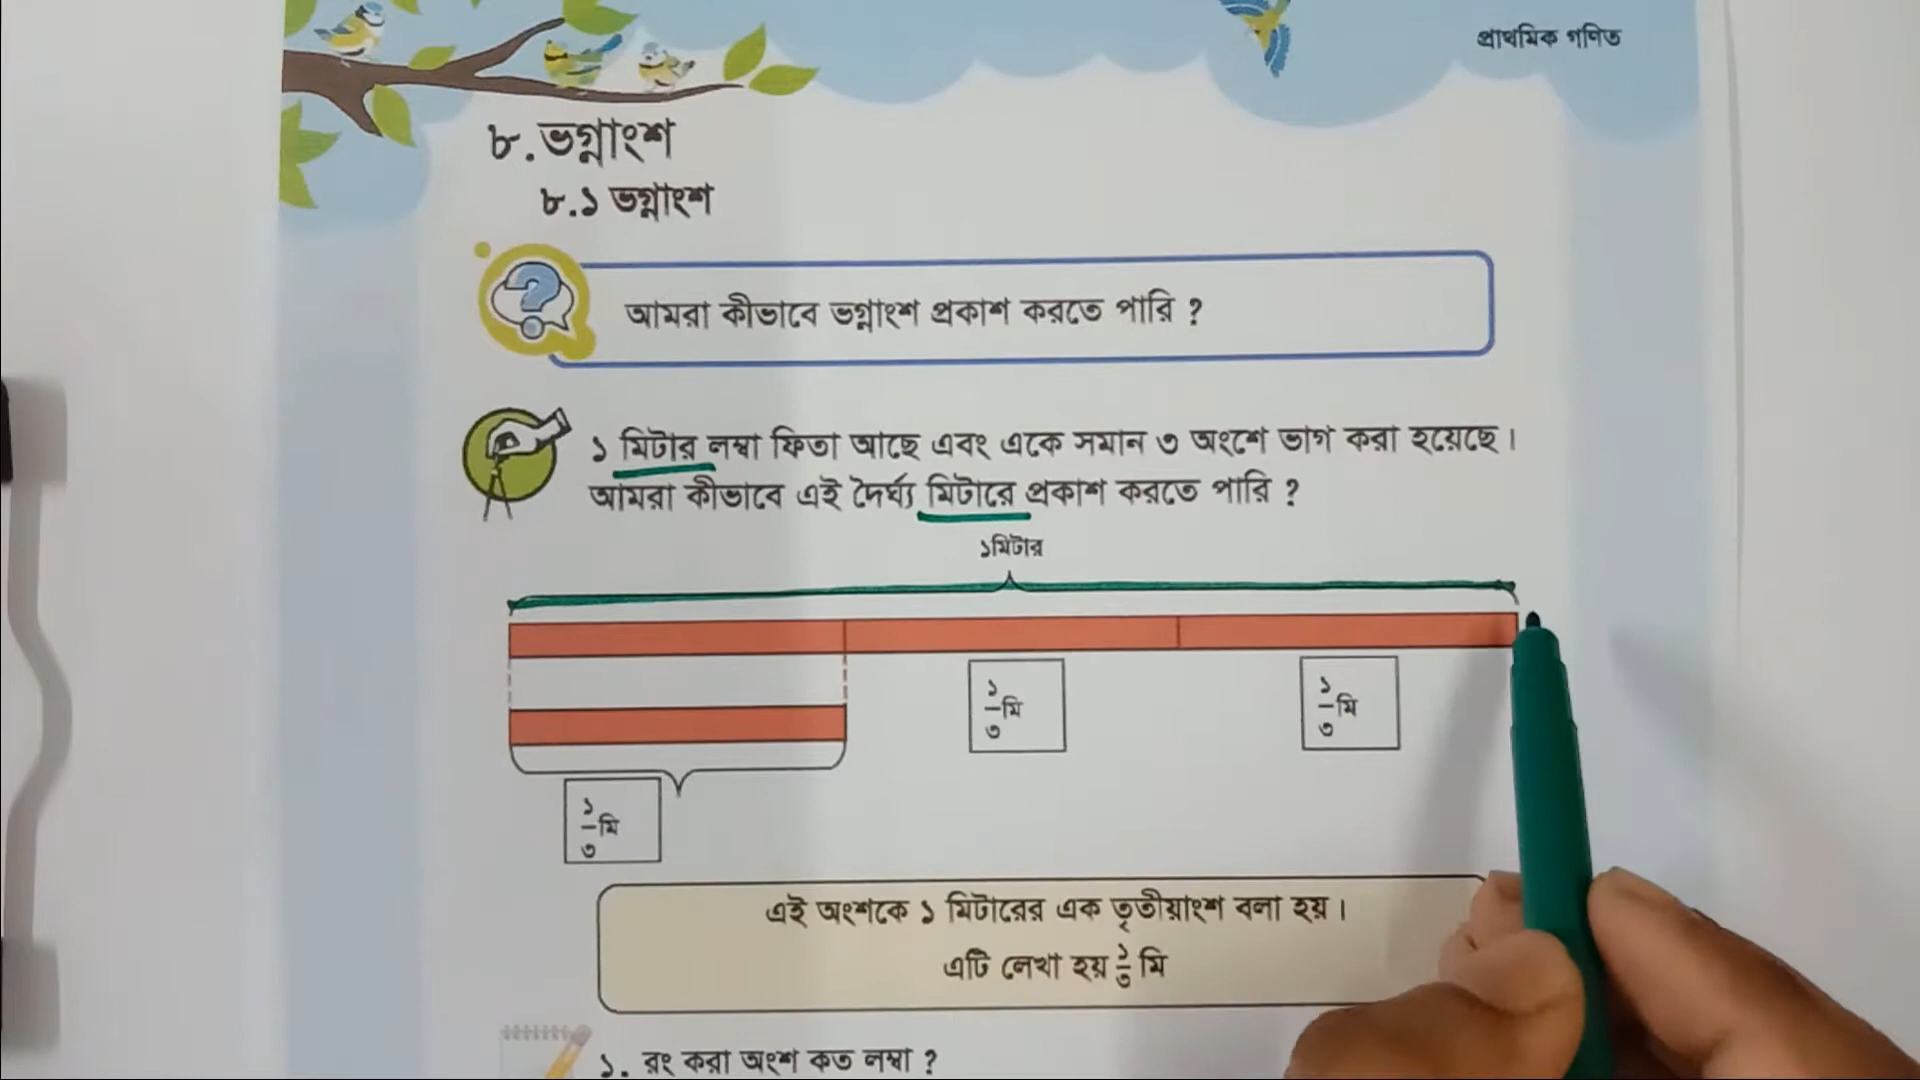 প্রাথমিক গণিত
৮. ভগ্নাংশ
৮.১ ভগ্নাংশ
আমরা কীভাবে ভগ্নাংশ প্রকাশ করতে পারি ?
১ মিটার লম্বা ফিতা আছে এবং একে সমান ৩ অংশে ভাগ করা হয়েছে।
আমরা কীভাবে এই দৈর্ঘ্য মিটারে প্রকাশ করতে পারি ?
১মিটার
১/৩ মি
১/৩ মি
১/৩ মি
এই অংশকে ১ মিটারের এক তৃতীয়াংশ বলা হয়।
এটি লেখা হয় ১/৩ মি
১. রং করা অংশ কত লম্বা ?